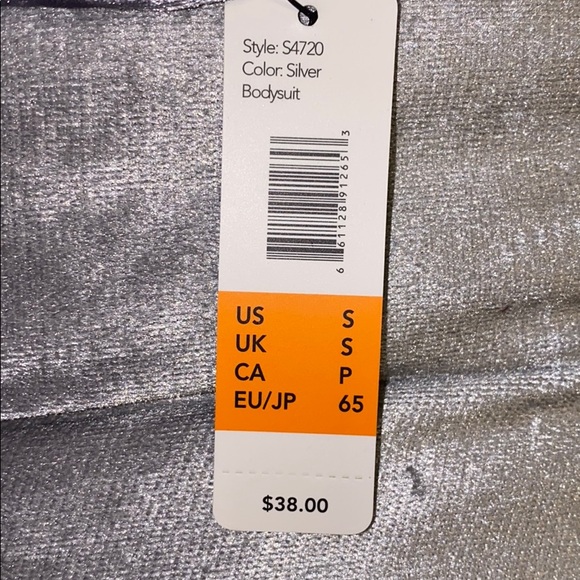 Style: S4720
Color: Silver
Bodysuit
6 61128 91265 3
US S
UK S
CA P
EU/JP 65
$38.00